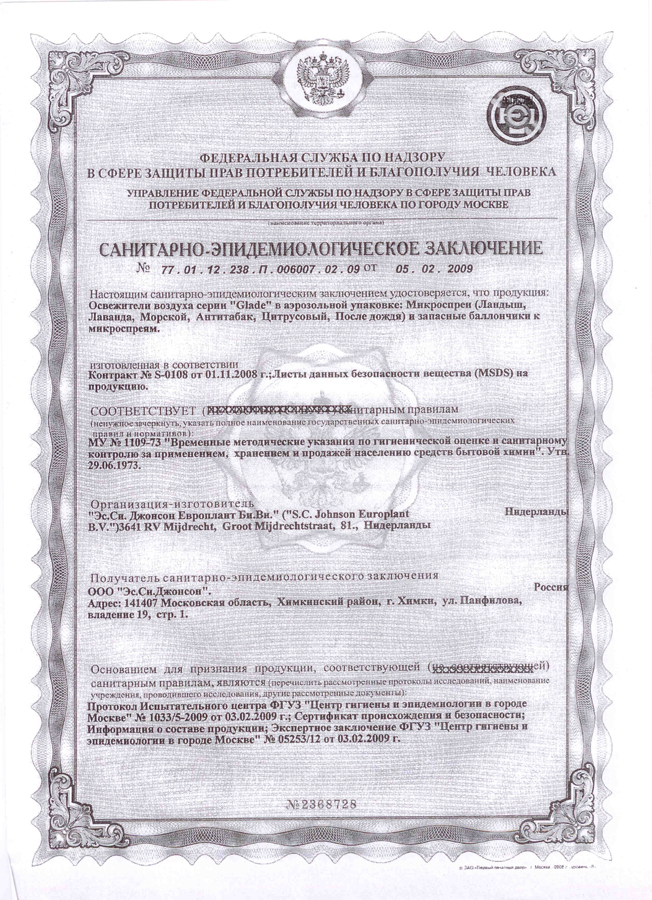 ФЕДЕРАЛЬНАЯ СЛУЖБА ПО НАДЗОРУ
В СФЕРЕ ЗАЩИТЫ ПРАВ ПОТРЕБИТЕЛЕЙ И БЛАГОПОЛУЧИЯ ЧЕЛОВЕКА
УПРАВЛЕНИЕ ФЕДЕРАЛЬНОЙ СЛУЖБЫ ПО НАДЗОРУ В СФЕРЕ ЗАЩИТЫ ПРАВ
ПОТРЕБИТЕЛЕЙ И БЛАГОПОЛУЧИЯ ЧЕЛОВЕКА ПО ГОРОДУ МОСКВЕ
(наименование территориального органа)
САНИТАРНО-ЭПИДЕМИОЛОГИЧЕСКОЕ ЗАКЛЮЧЕНИЕ
№ 77.01.12.238.П.006007.02.09 от 05.02.2009
Настоящим санитарно-эпидемиологическим заключением удостоверяется, что продукция:
Освежители воздуха серии "Glade" в аэрозольной упаковке: Микроспреи (Ландыш,
Лаванда, Морской, Антитабак, Цитрусовый, После дождя) и запасные баллончики к
микроспреям.
изготовленная в соответствии
Контракт № S-0108 от 01.11.2008 г.;Листы данных безопасности вещества (MSDS) на
продукцию.
СООТВЕТСТВУЕТ ( санитарным правилам
(ненужное зачеркнуть, указать полное наименование государственных санитарно-эпидемиологических
правил и нормативов):
МУ № 1109-73 "Временные методические указания по гигиенической оценке и санитарному
контролю за применением, хранением и продажей населению средств бытовой химии". Утв.
29.06.1973.
Организация-изготовитель
"Эс.Си. Джонсон Европлант Би.Ви." ("S.C. Johnson Europlant Нидерланды
B.V.")3641 RV Mijdrecht, Groot Mijdrechtstraat, 81., Нидерланды
Получатель санитарно-эпидемиологического заключения
ООО "Эс.Си.Джонсон". Россия
Адрес: 141407 Московская область, Химкинский район, г. Химки, ул. Панфилова,
владение 19, стр. 1.
Основанием для признания продукции, соответствующей (не соответствующей)
санитарным правилам, являются (перечислить рассмотренные протоколы исследований, наименование
учреждения, проводившего исследования, другие рассмотренные документы):
Протокол Испытательного центра ФГУЗ "Центр гигиены и эпидемиологии в городе
Москве" № 1033/5-2009 от 03.02.2009 г.; Сертификат происхождения и безопасности;
Информация о составе продукции; Экспертное заключение ФГУЗ "Центр гигиены и
эпидемиологии в городе Москве" № 05253/12 от 03.02.2009 г.
№2368728
© ЗАО «Первый печатный двор» г. Москва